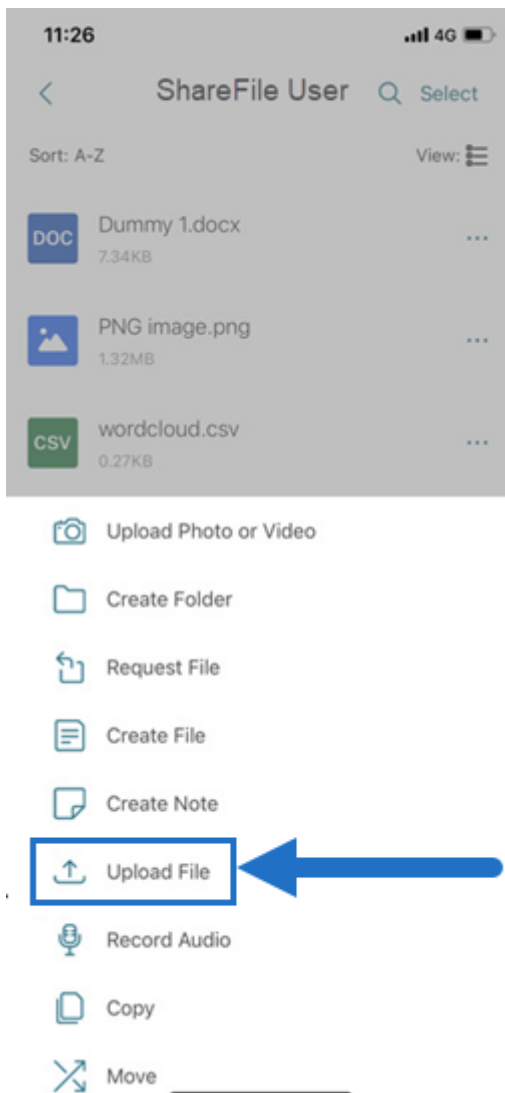 11:26 4G
ShareFile User Select
Sort: A-Z View:
DOC Dummy 1.docx
7.34KB
PNG image.png
1.32MB
CSV wordcloud.csv
0.27KB
Upload Photo or Video
Create Folder
Request File
Create File
Create Note
Upload File
Record Audio
Copy
Move